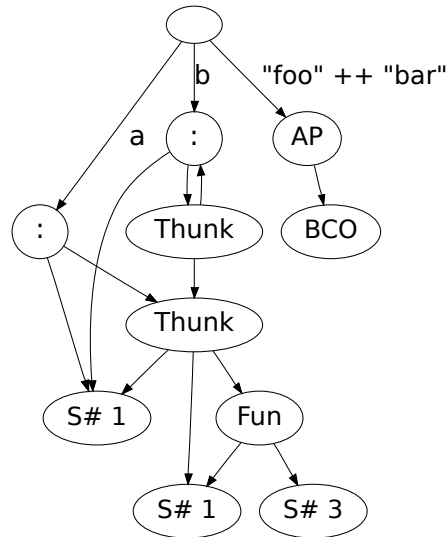 b
"foo" ++ "bar"
a
:
AP
:
Thunk
BCO
Thunk
S# 1
Fun
S# 1
S# 3